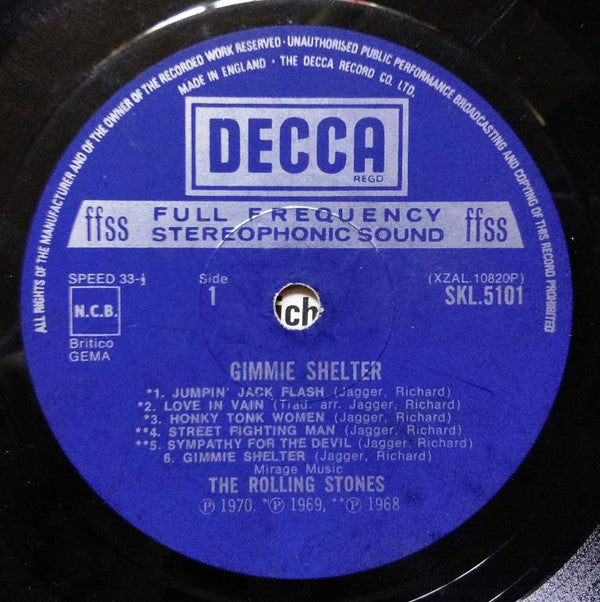 ALL RIGHTS OF THE MANUFACTURER AND OF THE OWNER OF THE RECORDED WORK RESERVED · UNAUTHORISED PUBLIC PERFORMANCE BROADCASTING AND COPYING OF THIS RECORD PROHIBITED
MADE IN ENGLAND · THE DECCA RECORD CO. LTD.
DECCA
REGD
ffss FULL FREQUENCY ffss
STEREOPHONIC SOUND
SPEED 33-⅓ Side (XZAL.10820P)
1 SKL.5101
N.C.B.
ich
Britico
GEMA
GIMMIE SHELTER
*1. JUMPIN' JACK FLASH (Jagger, Richard)
*2. LOVE IN VAIN (Trad. arr. Jagger, Richard)
*3. HONKY TONK WOMEN (Jagger, Richard)
**4. STREET FIGHTING MAN (Jagger, Richard)
**5. SYMPATHY FOR THE DEVIL (Jagger, Richard)
6. GIMMIE SHELTER (Jagger, Richard)
Mirage Music
THE ROLLING STONES
℗ 1970. *℗ 1969, **℗ 1968